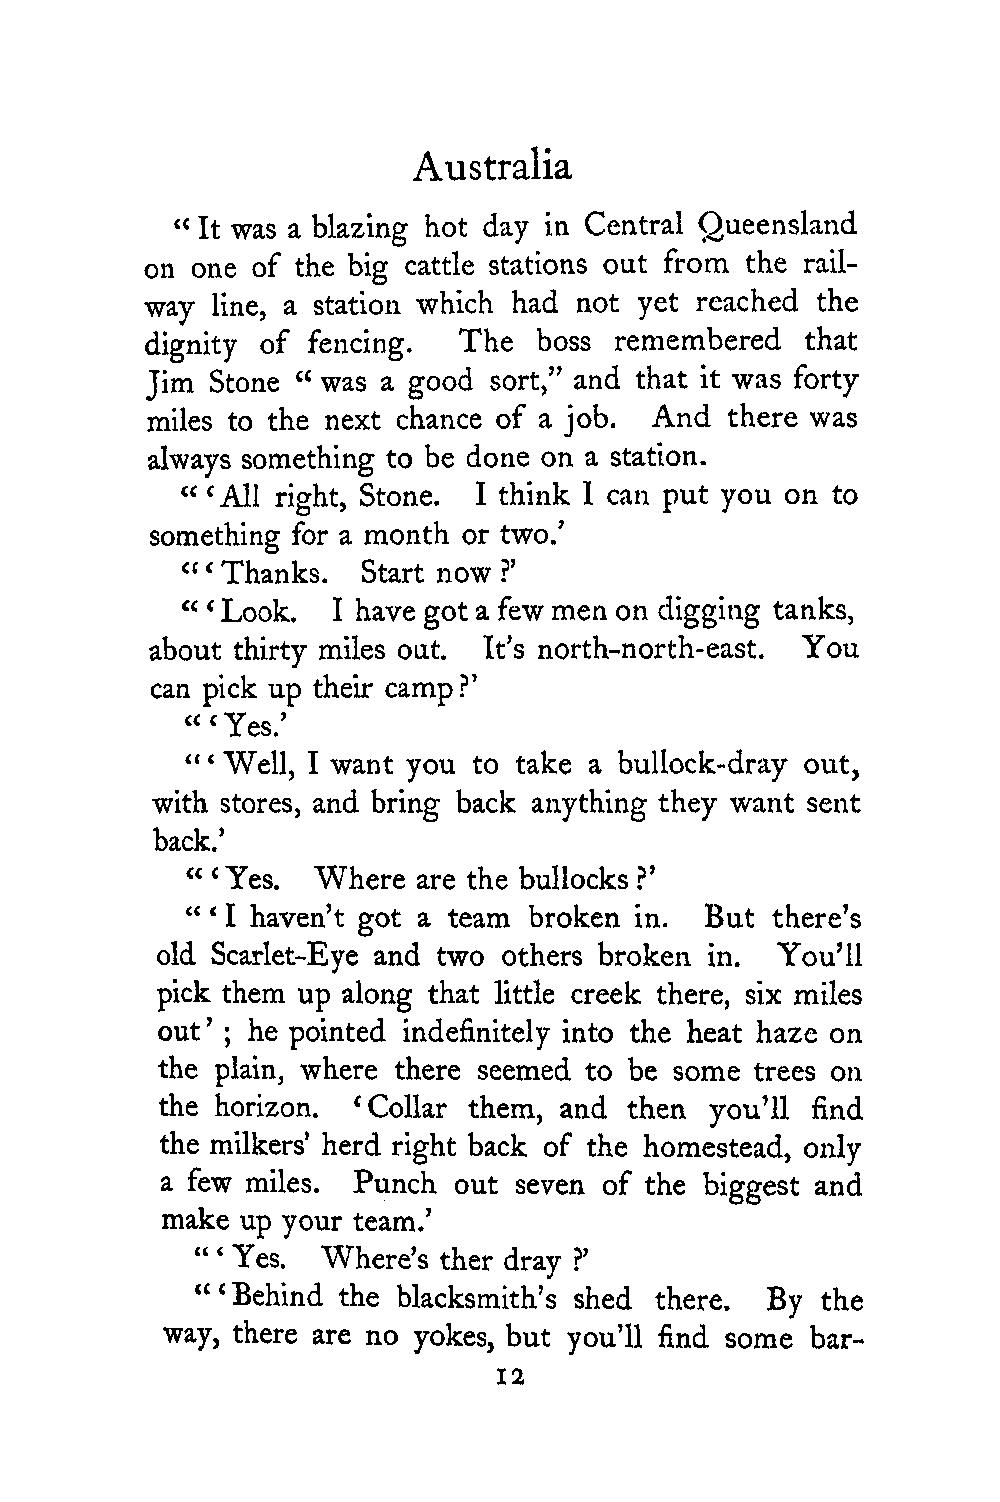 Australia
“ It was a blazing hot day in Central Queensland
on one of the big cattle stations out from the rail-
way line, a station which had not yet reached the
dignity of fencing. The boss remembered that
Jim Stone “ was a good sort,” and that it was forty
miles to the next chance of a job. And there was
always something to be done on a station.
“ ‘ All right, Stone. I think I can put you on to
something for a month or two.’
“ ‘ Thanks. Start now ?’
“ ‘ Look. I have got a few men on digging tanks,
about thirty miles out. It’s north-north-east. You
can pick up their camp ?’
“ ‘ Yes.’
“ ‘ Well, I want you to take a bullock-dray out,
with stores, and bring back anything they want sent
back.’
“ ‘ Yes. Where are the bullocks ?’
“ ‘ I haven’t got a team broken in. But there’s
old Scarlet-Eye and two others broken in. You’ll
pick them up along that little creek there, six miles
out’ ; he pointed indefinitely into the heat haze on
the plain, where there seemed to be some trees on
the horizon. ‘ Collar them, and then you’ll find
the milkers’ herd right back of the homestead, only
a few miles. Punch out seven of the biggest and
make up your team.’
“ ‘ Yes. Where’s ther dray ?’
“ ‘ Behind the blacksmith’s shed there. By the
way, there are no yokes, but you’ll find some bar-
12